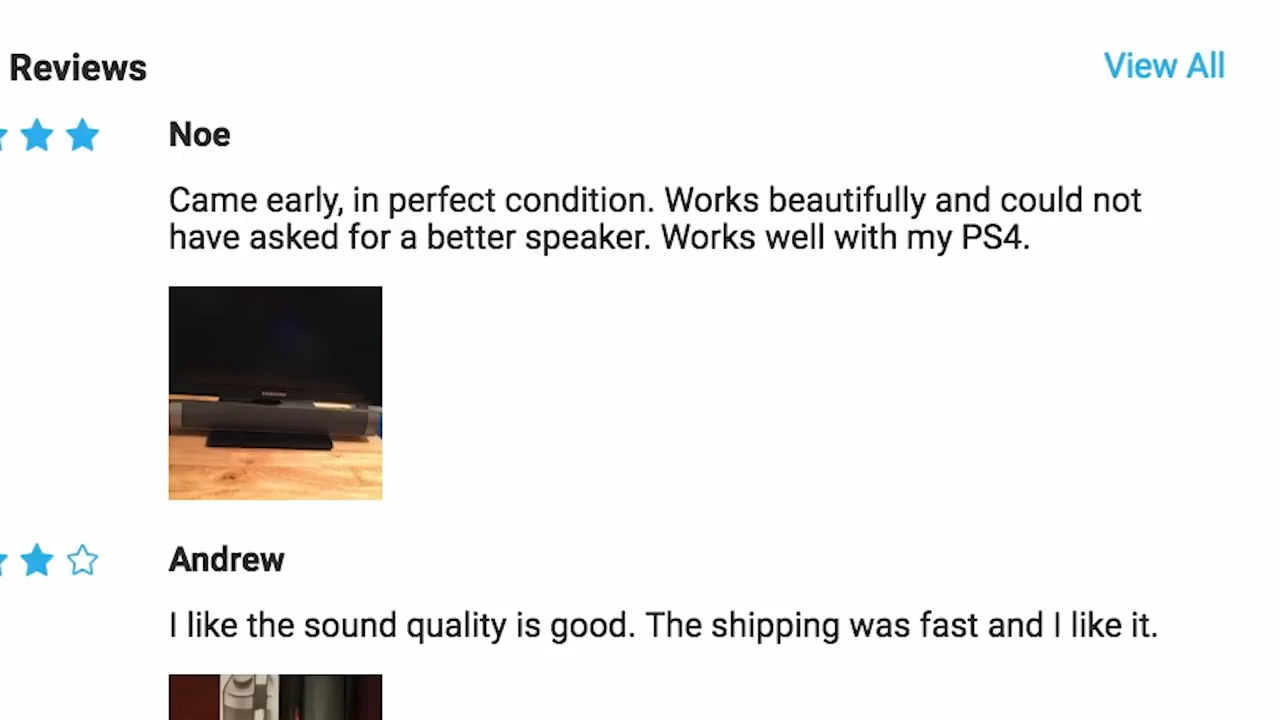 Reviews
View All
Noe
Came early, in perfect condition. Works beautifully and could not
have asked for a better speaker. Works well with my PS4.
SAMSUNG
Andrew
I like the sound quality is good. The shipping was fast and I like it.